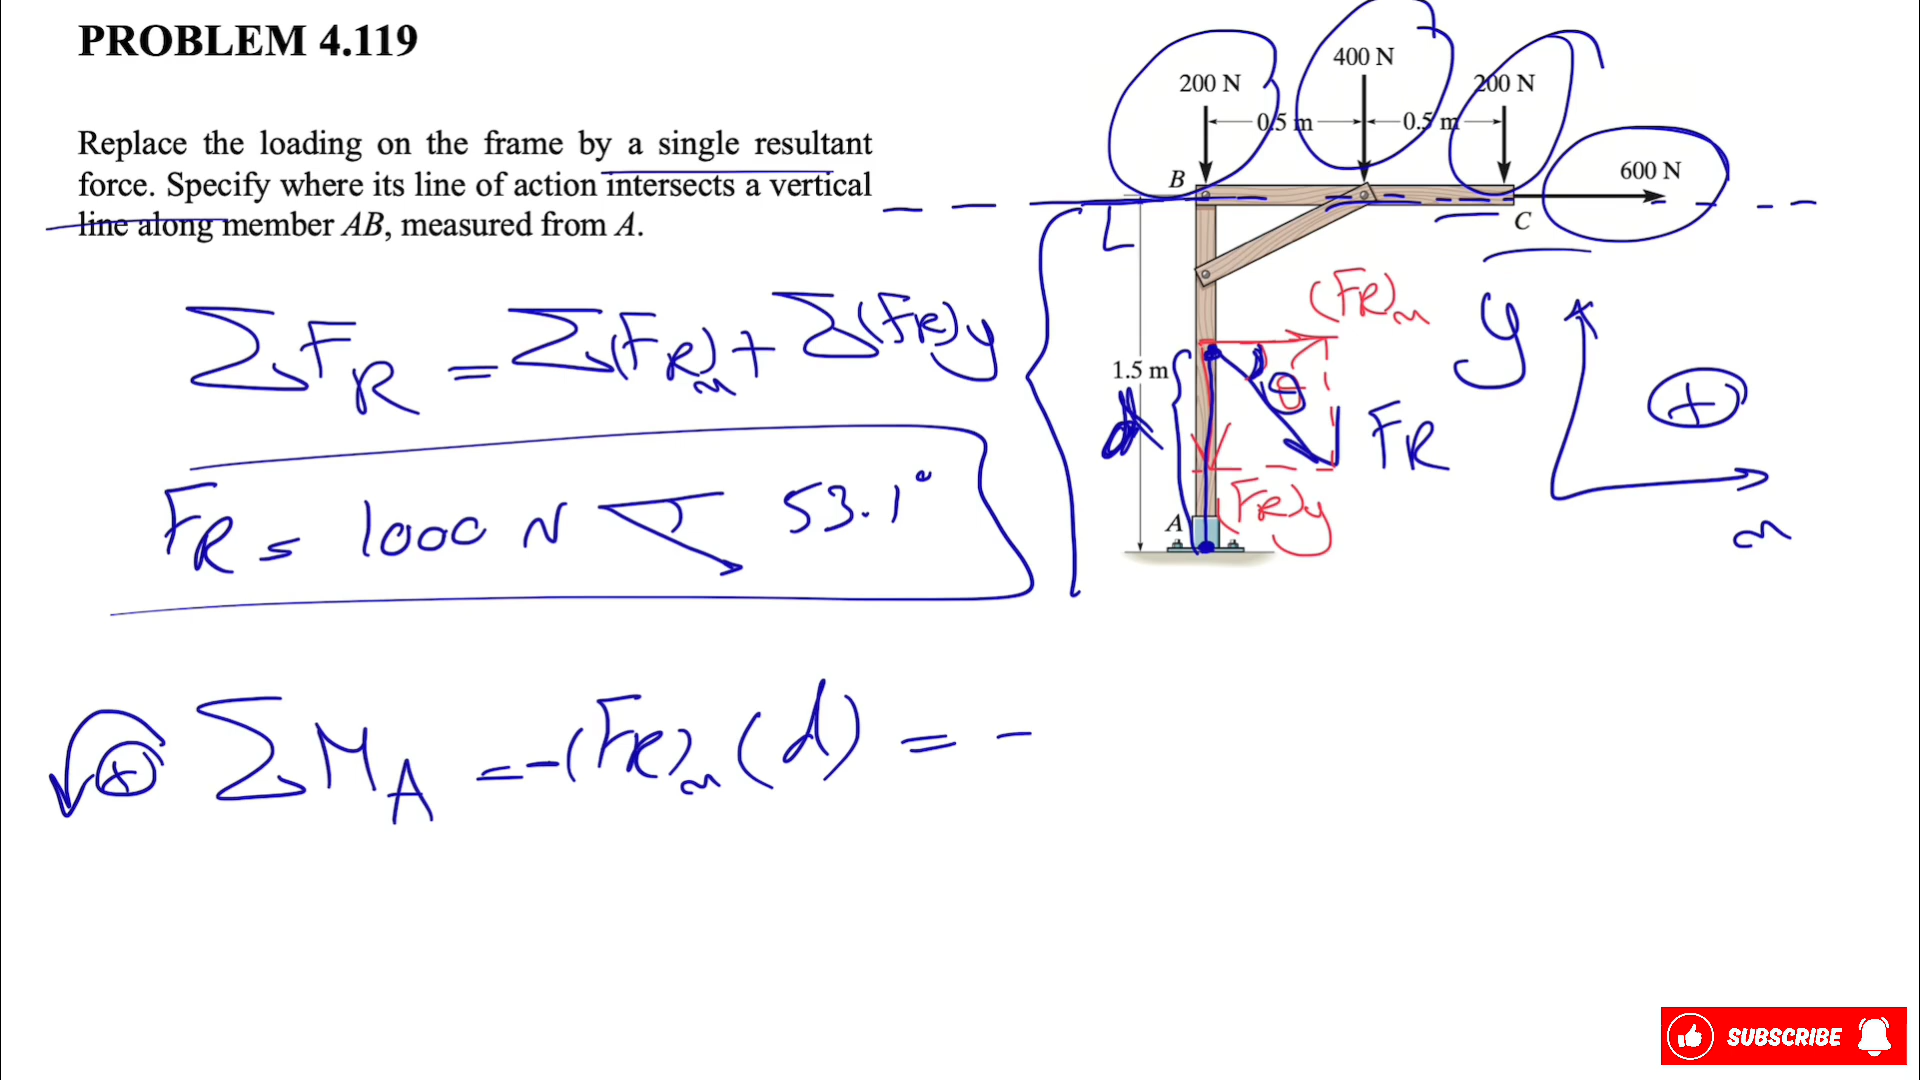 PROBLEM 4.119
Replace the loading on the frame by a single resultant
force. Specify where its line of action intersects a vertical
line along member AB, measured from A.
400 N
200 N
200 N
0.5 m
0.5 m
600 N
B
C
1.5 m
A
d
(FR)x
θ
FR
(FR)y
y
+
x
ΣFR = Σ(FR)x + Σ(FR)y
FR = 1000 N 53.1°
+ ΣMA = -(FR)x (d) = -
SUBSCRIBE